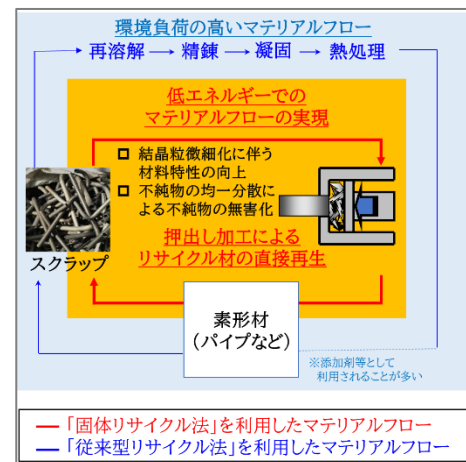 環境負荷の高いマテリアルフロー
再溶解 → 精錬 → 凝固 → 熱処理
低エネルギーでの
マテリアルフローの実現
結晶粒微細化に伴う
材料特性の向上
不純物の均一分散に
よる不純物の無害化
押出し加工による
リサイクル材の直接再生
スクラップ
素形材
(パイプなど)
※添加剤等として
利用されることが多い
「固体リサイクル法」を利用したマテリアルフロー
「従来型リサイクル法」を利用したマテリアルフロー